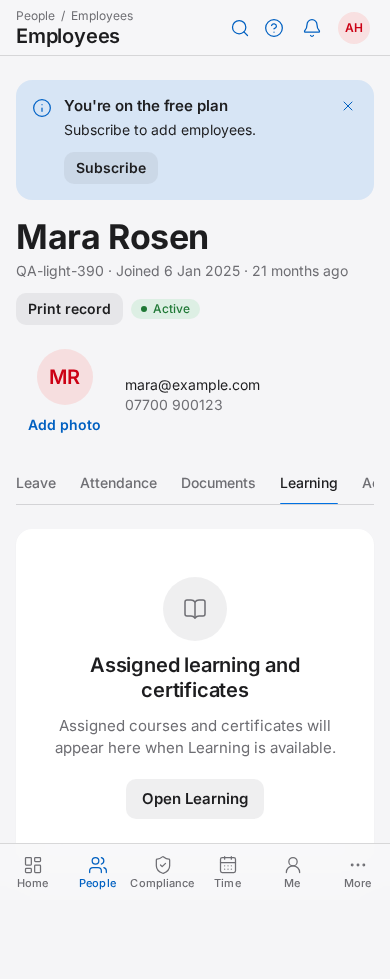 People / Employees
Employees
AH
You're on the free plan
Subscribe to add employees.
Subscribe
Mara Rosen
QA-light-390 · Joined 6 Jan 2025 · 21 months ago
Print record
Active
MR
mara@example.com
07700 900123
Add photo
Leave Attendance Documents Learning
Assigned learning and
certificates
Assigned courses and certificates will
appear here when Learning is available.
Open Learning
Home People Compliance Time Me More